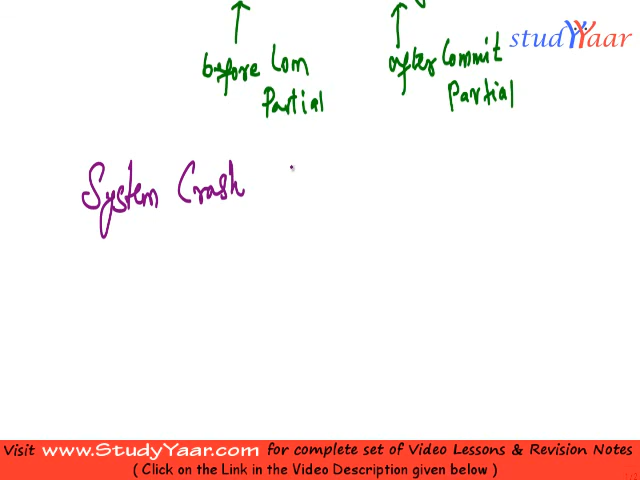 studYYaar
before Com
Partial
after Commit
Partial
System Crash
Visit www.StudyYaar.com for complete set of Video Lessons & Revision Notes
( Click on the Link in the Video Description given below )